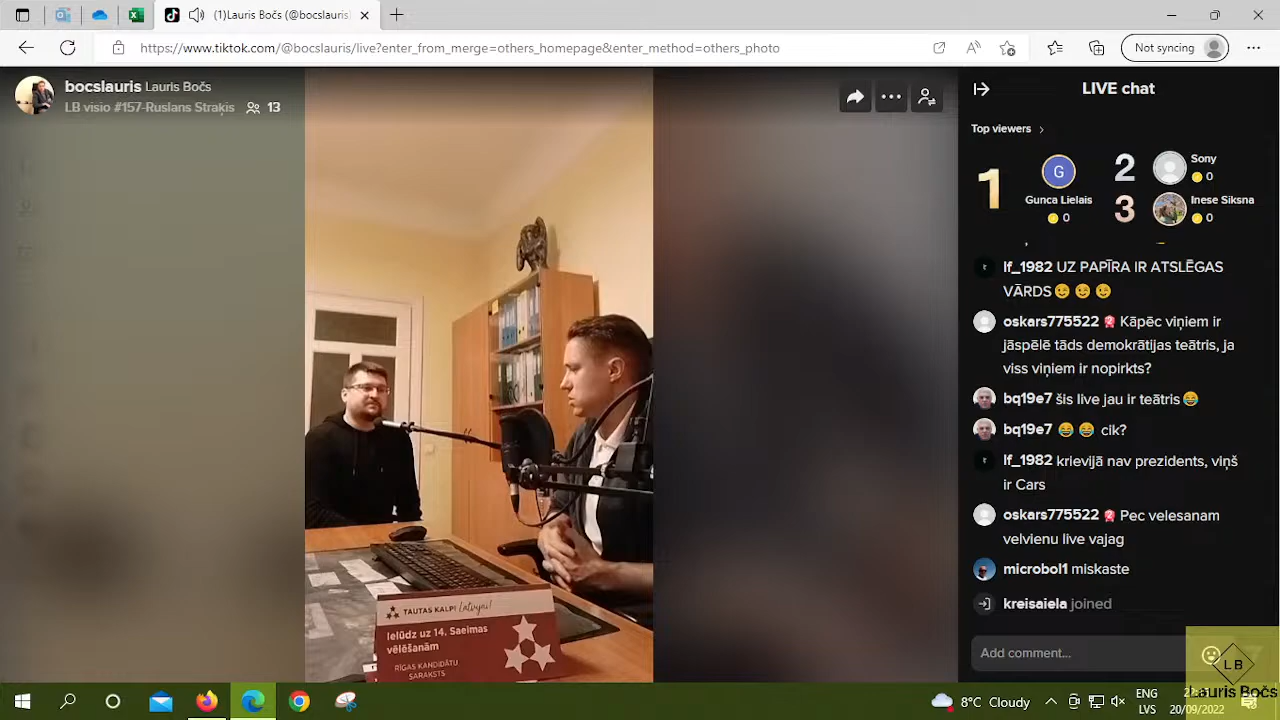 (1)Lauris Bočs (@bocslauris
https://www.tiktok.com/@bocslauris/live?enter_from_merge=others_homepage&enter_method=others_photo
Not syncing
bocslauris Lauris Bočs
LB visio #157-Ruslans Straķis 13
LIVE chat
Top viewers
1
G
Gunca Lielais
0
2
Sony
0
3
Inese Siksna
0
lf_1982 UZ PAPĪRA IR ATSLĒGAS
VĀRDS😉😉😉
oskars775522 Kāpēc viņiem ir
jāspēlē tāds demokrātijas teātris, ja
viss viņiem ir nopirkts?
bq19e7 šis live jau ir teātris😂
bq19e7 😂😂 cik?
lf_1982 krievijā nav prezidents, viņš
ir Cars
oskars775522 Pec velesanam
velvienu live vajag
microbol1 miskaste
kreisaiela joined
Add comment...
TAUTAS KALPI Latvijai!
Ielūdz uz 14. Saeimas
vēlēšanām
RĪGAS KANDIDĀTU
SARAKSTS
LB
Lauris Bočs
8°C Cloudy
ENG
LVS
20/09/2022